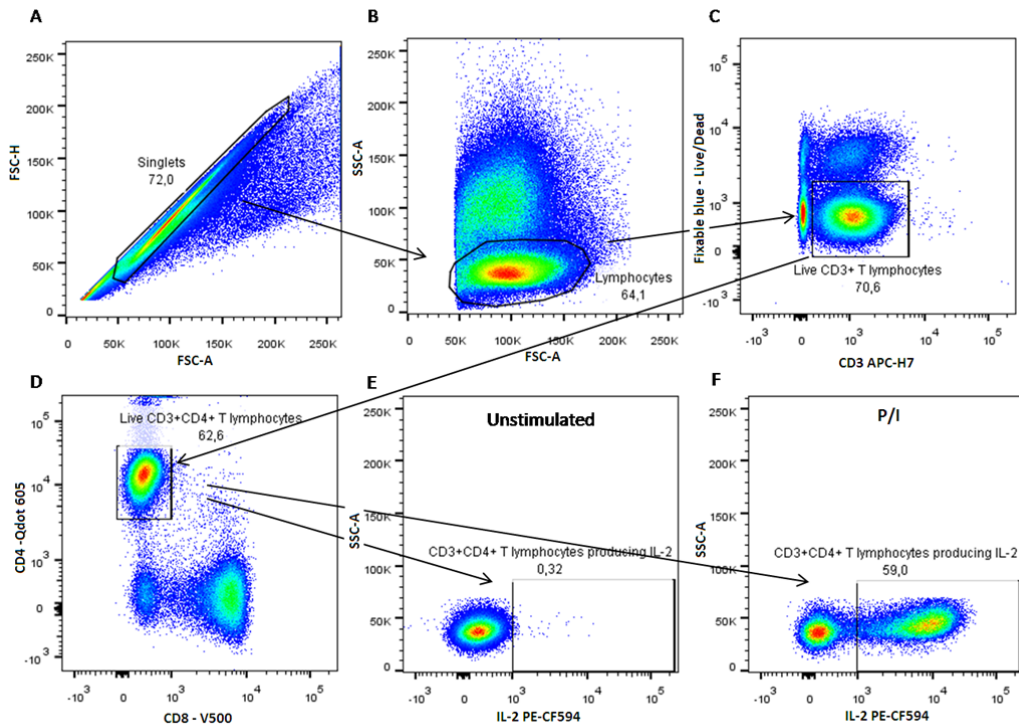 A
FSC-H
250K
200K
150K
100K
50K
0
Singlets
72,0
0 50K 100K 150K 200K 250K
FSC-A
B
SSC-A
250K
200K
150K
100K
50K
0
Lymphocytes
64,1
0 50K 100K 150K 200K 250K
FSC-A
C
Fixable blue - Live/Dead
10^5
10^4
10^3
0
-10^3
Live CD3+ T lymphocytes
70,6
-10^3 0 10^3 10^4 10^5
CD3 APC-H7
D
CD4 -Qdot 605
10^5
10^4
10^3
0
-10^3
Live CD3+CD4+ T lymphocytes
62,6
-10^3 0 10^3 10^4 10^5
CD8 - V500
E
Unstimulated
SSC-A
250K
200K
150K
100K
50K
0
CD3+CD4+ T lymphocytes producing IL-2
0,32
-10^3 0 10^3 10^4 10^5
IL-2 PE-CF594
F
P/I
SSC-A
250K
200K
150K
100K
50K
0
CD3+CD4+ T lymphocytes producing IL-2
59,0
-10^3 0 10^3 10^4 10^5
IL-2 PE-CF594